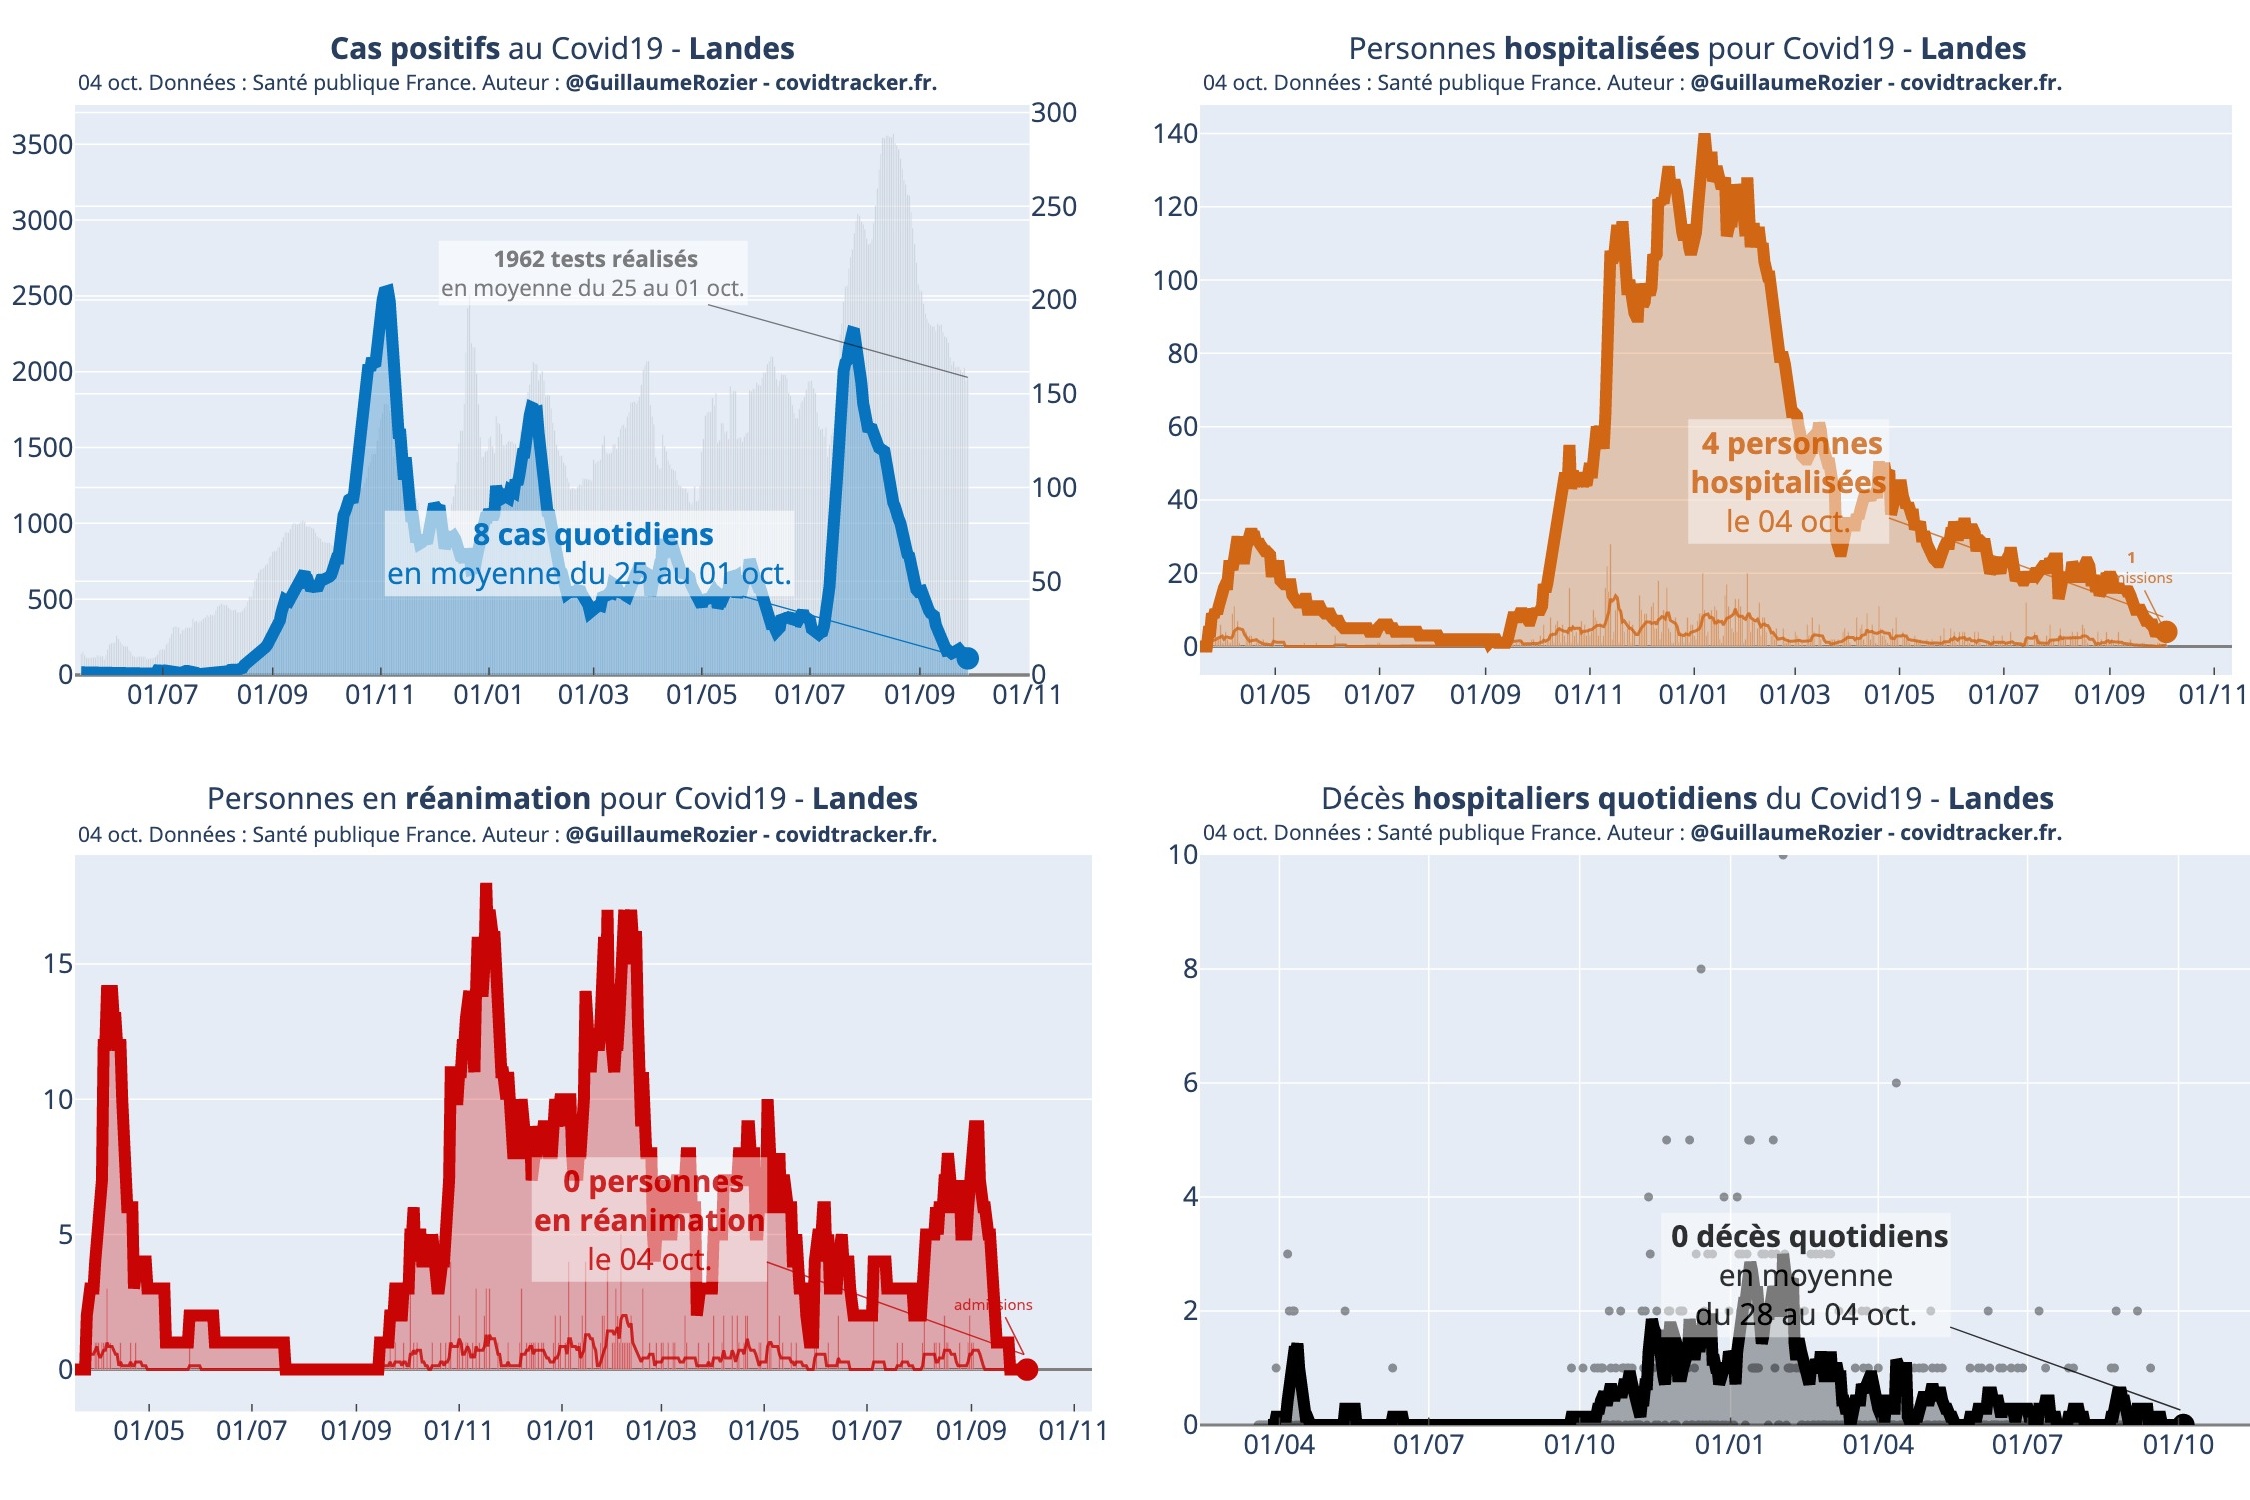 Cas positifs au Covid19 - Landes
04 oct. Données : Santé publique France. Auteur : @GuillaumeRozier - covidtracker.fr.
3500
3000
2500
2000
1500
1000
500
0
300
250
200
150
100
50
0
1962 tests réalisés
en moyenne du 25 au 01 oct.
8 cas quotidiens
en moyenne du 25 au 01 oct.
01/07 01/09 01/11 01/01 01/03 01/05 01/07 01/09 01/11
Personnes hospitalisées pour Covid19 - Landes
04 oct. Données : Santé publique France. Auteur : @GuillaumeRozier - covidtracker.fr.
140
120
100
80
60
40
20
0
4 personnes
hospitalisées
le 04 oct.
1
01/05 01/07 01/09 01/11 01/01 01/03 01/05 01/07 01/09 01/11
Personnes en réanimation pour Covid19 - Landes
04 oct. Données : Santé publique France. Auteur : @GuillaumeRozier - covidtracker.fr.
15
10
5
0
0 personnes
en réanimation
le 04 oct.
admissions
01/05 01/07 01/09 01/11 01/01 01/03 01/05 01/07 01/09 01/11
Décès hospitaliers quotidiens du Covid19 - Landes
04 oct. Données : Santé publique France. Auteur : @GuillaumeRozier - covidtracker.fr.
10
8
6
4
2
0
0 décès quotidiens
en moyenne
du 28 au 04 oct.
01/04 01/07 01/10 01/01 01/04 01/07 01/10